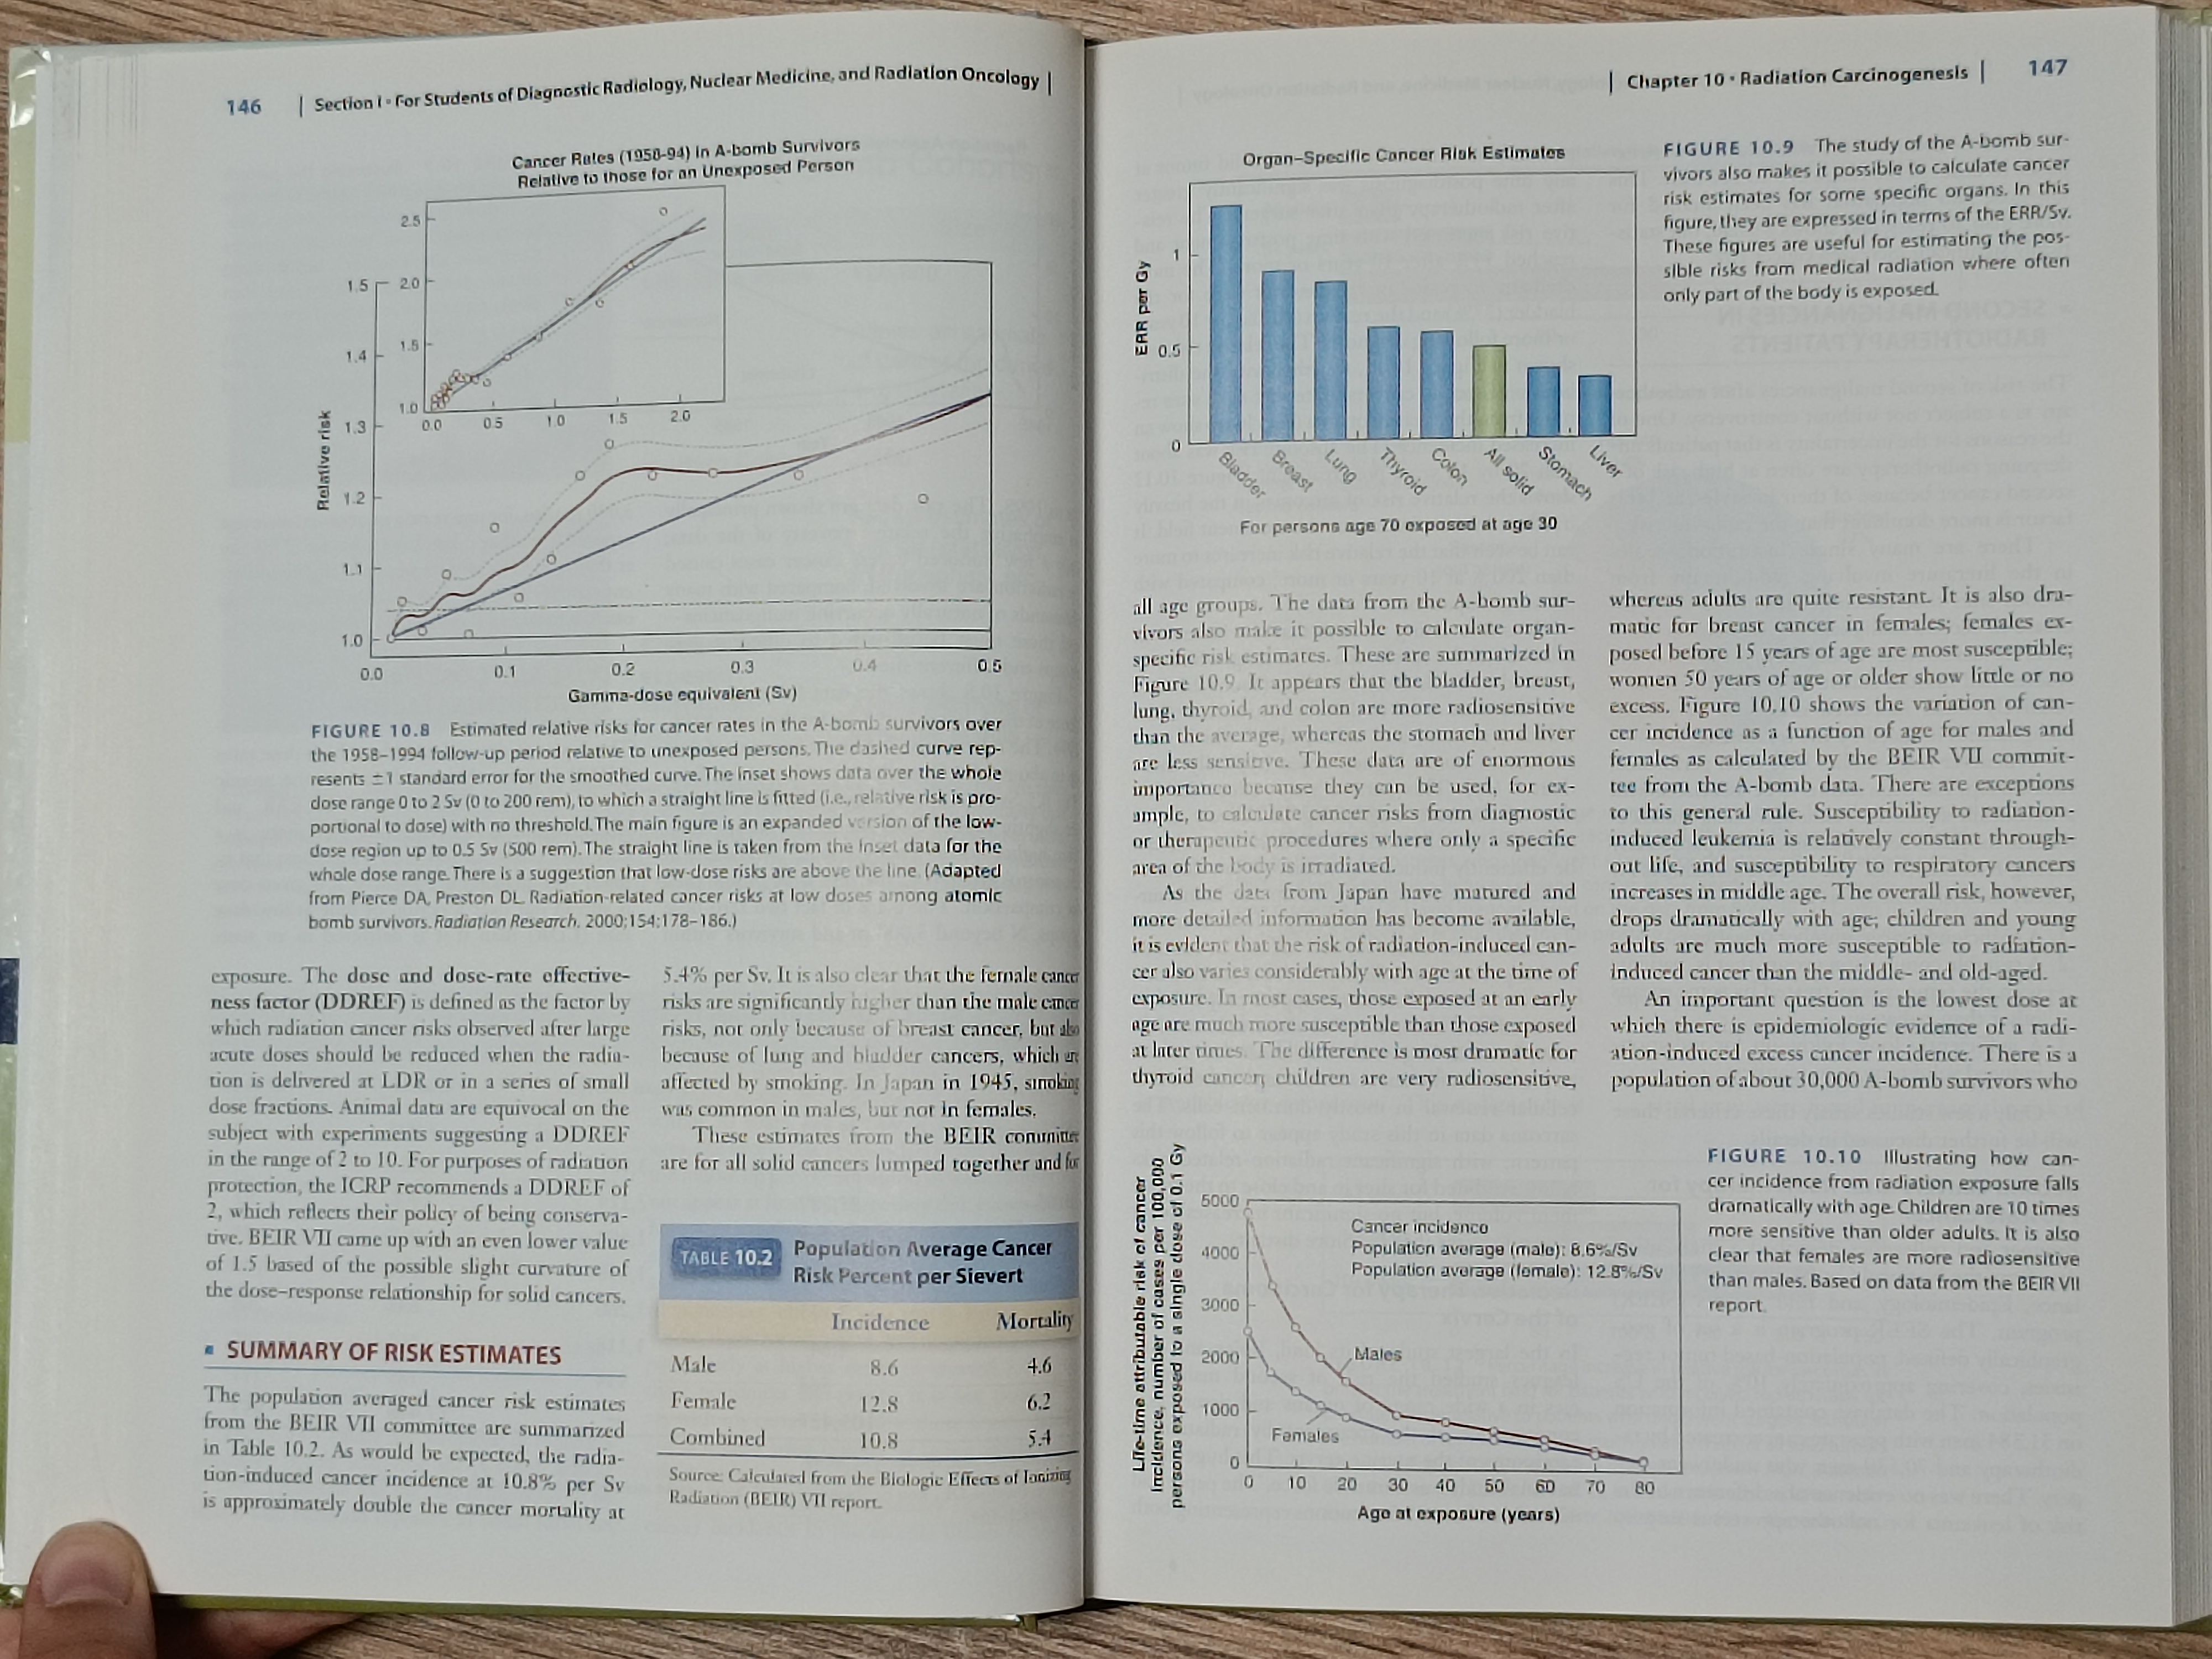 146 | Section I • For Students of Diagnostic Radiology, Nuclear Medicine, and Radiation Oncology |
Cancer Rates (1958-94) in A-bomb Survivors
Relative to those for an Unexposed Person
2.5
2.0
1.5
1.0
0.0 0.5 1.0 1.5 2.0
1.5
1.4
1.3
1.2
1.1
1.0
Relative risk
0.0 0.1 0.2 0.3 0.4 0.5
Gamma-dose equivalent (Sv)
FIGURE 10.8 Estimated relative risks for cancer rates in the A-bomb survivors over
the 1958–1994 follow-up period relative to unexposed persons. The dashed curve rep-
resents ±1 standard error for the smoothed curve. The inset shows data over the whole
dose range 0 to 2 Sv (0 to 200 rem), to which a straight line is fitted (i.e., relative risk is pro-
portional to dose) with no threshold. The main figure is an expanded version of the low-
dose region up to 0.5 Sv (500 rem). The straight line is taken from the inset data for the
whole dose range. There is a suggestion that low-dose risks are above the line. (Adapted
from Pierce DA, Preston DL. Radiation-related cancer risks at low doses among atomic
bomb survivors. Radiation Research. 2000;154:178–186.)
exposure. The dose and dose-rate effective-
ness factor (DDREF) is defined as the factor by
which radiation cancer risks observed after large
acute doses should be reduced when the radia-
tion is delivered at LDR or in a series of small
dose fractions. Animal data are equivocal on the
subject with experiments suggesting a DDREF
in the range of 2 to 10. For purposes of radiation
protection, the ICRP recommends a DDREF of
2, which reflects their policy of being conserva-
tive. BEIR VII came up with an even lower value
of 1.5 based of the possible slight curvature of
the dose–response relationship for solid cancers.
▪ SUMMARY OF RISK ESTIMATES
The population averaged cancer risk estimates
from the BEIR VII committee are summarized
in Table 10.2. As would be expected, the radia-
tion-induced cancer incidence at 10.8% per Sv
is approximately double the cancer mortality at
5.4% per Sv. It is also clear that the female cancer
risks are significantly higher than the male cancer
risks, not only because of breast cancer, but also
because of lung and bladder cancers, which are
affected by smoking. In Japan in 1945, smoking
was common in males, but not in females.
These estimates from the BEIR committee
are for all solid cancers lumped together and for
TABLE 10.2 Population Average Cancer
Risk Percent per Sievert
Incidence Mortality
Male 8.6 4.6
Female 12.8 6.2
Combined 10.8 5.4
Source: Calculated from the Biologic Effects of Ionizing
Radiation (BEIR) VII report.
| Chapter 10 • Radiation Carcinogenesis | 147
Organ–Specific Cancer Risk Estimates
ERR per Gy
1
0.5
0
Bladder Breast Lung Thyroid Colon All solid Stomach Liver
For persons age 70 exposed at age 30
FIGURE 10.9 The study of the A-bomb sur-
vivors also makes it possible to calculate cancer
risk estimates for some specific organs. In this
figure, they are expressed in terms of the ERR/Sv.
These figures are useful for estimating the pos-
sible risks from medical radiation where often
only part of the body is exposed.
all age groups. The data from the A-bomb sur-
vivors also make it possible to calculate organ-
specific risk estimates. These are summarized in
Figure 10.9. It appears that the bladder, breast,
lung, thyroid, and colon are more radiosensitive
than the average, whereas the stomach and liver
are less sensitive. These data are of enormous
importance because they can be used, for ex-
ample, to calculate cancer risks from diagnostic
or therapeutic procedures where only a specific
area of the body is irradiated.
As the data from Japan have matured and
more detailed information has become available,
it is evident that the risk of radiation-induced can-
cer also varies considerably with age at the time of
exposure. In most cases, those exposed at an early
age are much more susceptible than those exposed
at later times. The difference is most dramatic for
thyroid cancer; children are very radiosensitive,
whereas adults are quite resistant. It is also dra-
matic for breast cancer in females; females ex-
posed before 15 years of age are most susceptible;
women 50 years of age or older show little or no
excess. Figure 10.10 shows the variation of can-
cer incidence as a function of age for males and
females as calculated by the BEIR VII commit-
tee from the A-bomb data. There are exceptions
to this general rule. Susceptibility to radiation-
induced leukemia is relatively constant through-
out life, and susceptibility to respiratory cancers
increases in middle age. The overall risk, however,
drops dramatically with age; children and young
adults are much more susceptible to radiation-
induced cancer than the middle- and old-aged.
An important question is the lowest dose at
which there is epidemiologic evidence of a radi-
ation-induced excess cancer incidence. There is a
population of about 30,000 A-bomb survivors who
Life-time attributable risk of cancer
incidence, number of cases per 100,000
persons exposed to a single dose of 0.1 Gy
5000
4000
3000
2000
1000
0
Cancer incidence
Population average (male): 8.6%/Sv
Population average (female): 12.8%/Sv
Males
Females
0 10 20 30 40 50 60 70 80
Age at exposure (years)
FIGURE 10.10 Illustrating how can-
cer incidence from radiation exposure falls
dramatically with age. Children are 10 times
more sensitive than older adults. It is also
clear that females are more radiosensitive
than males. Based on data from the BEIR VII
report.